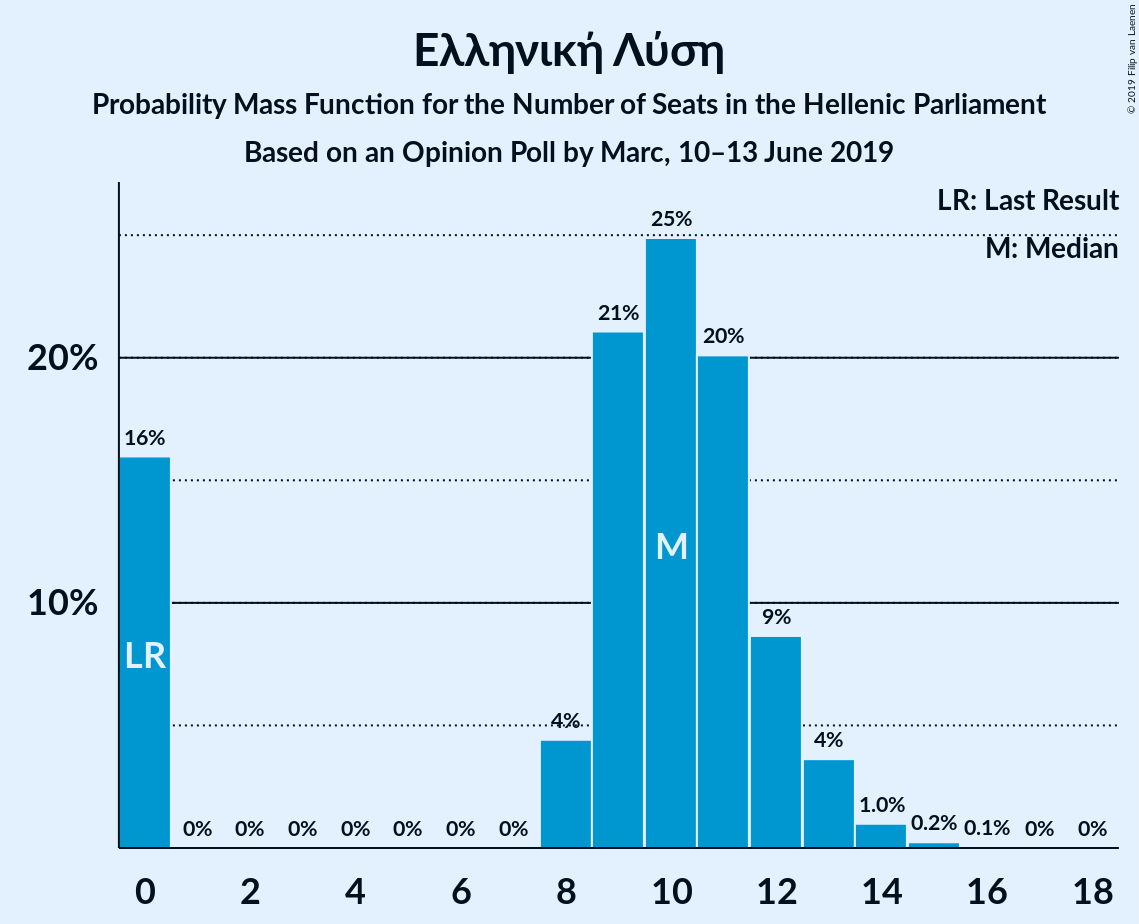 Ελληνική Λύση
Probability Mass Function for the Number of Seats in the Hellenic Parliament
Based on an Opinion Poll by Marc, 10–13 June 2019
© 2019 Filip van Laenen
LR: Last Result
M: Median
25%
21%
20%
20%
16%
M
10%
9%
LR
4%
4%
1.0%
0% 0% 0% 0% 0% 0% 0% 0.2% 0.1% 0% 0%
0 2 4 6 8 10 12 14 16 18